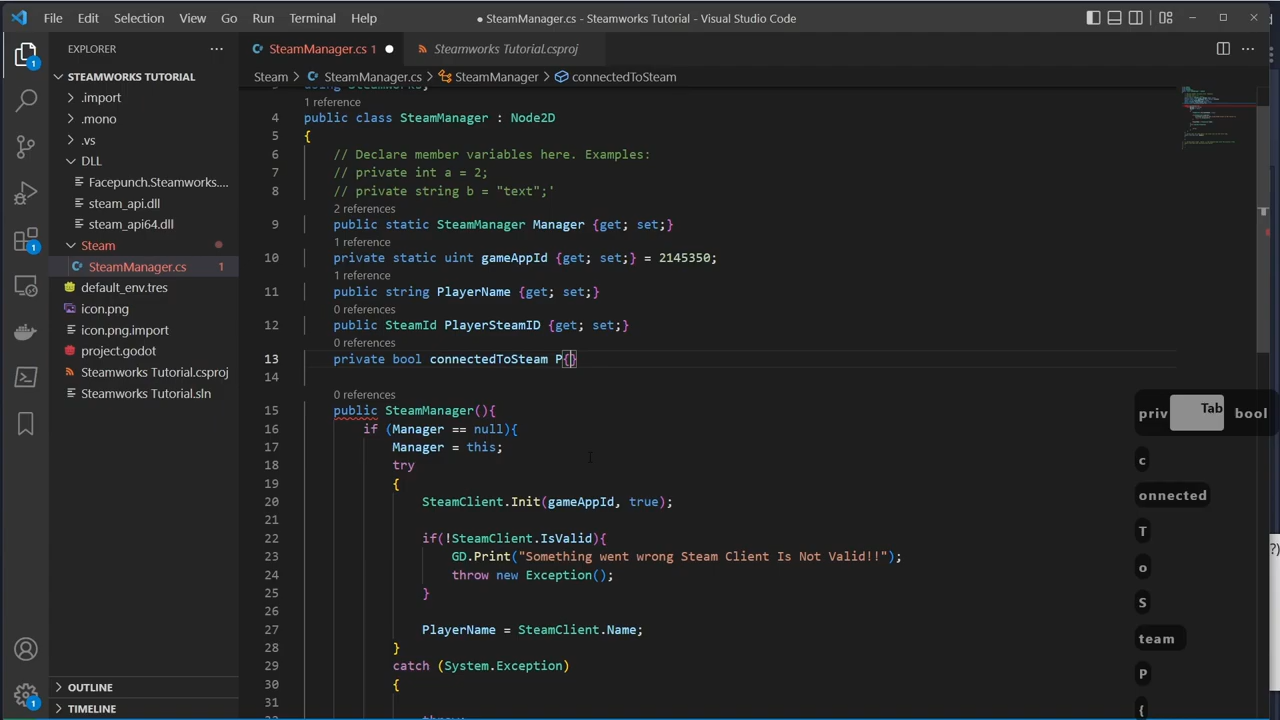 File Edit Selection View Go Run Terminal Help
● SteamManager.cs - Steamworks Tutorial - Visual Studio Code
EXPLORER
STEAMWORKS TUTORIAL
.import
.mono
.vs
DLL
Facepunch.Steamworks....
steam_api.dll
steam_api64.dll
Steam
SteamManager.cs 1
default_env.tres
icon.png
icon.png.import
project.godot
Steamworks Tutorial.csproj
Steamworks Tutorial.sln
OUTLINE
TIMELINE
1
1
1
SteamManager.cs 1
Steamworks Tutorial.csproj
Steam > SteamManager.cs > SteamManager > connectedToSteam
using Steamworks;
1 reference
4 public class SteamManager : Node2D
5 {
6 // Declare member variables here. Examples:
7 // private int a = 2;
8 // private string b = "text";'
2 references
9 public static SteamManager Manager {get; set;}
1 reference
10 private static uint gameAppId {get; set;} = 2145350;
1 reference
11 public string PlayerName {get; set;}
0 references
12 public SteamId PlayerSteamID {get; set;}
0 references
13 private bool connectedToSteam P{}
14
0 references
15 public SteamManager(){
16 if (Manager == null){
17 Manager = this;
18 try
19 {
20 SteamClient.Init(gameAppId, true);
21
22 if(!SteamClient.IsValid){
23 GD.Print("Something went wrong Steam Client Is Not Valid!!");
24 throw new Exception();
25 }
26
27 PlayerName = SteamClient.Name;
28 }
29 catch (System.Exception)
30 {
31
throw;
priv Tab bool
c
onnected
T
o
S
team
P
{
?)